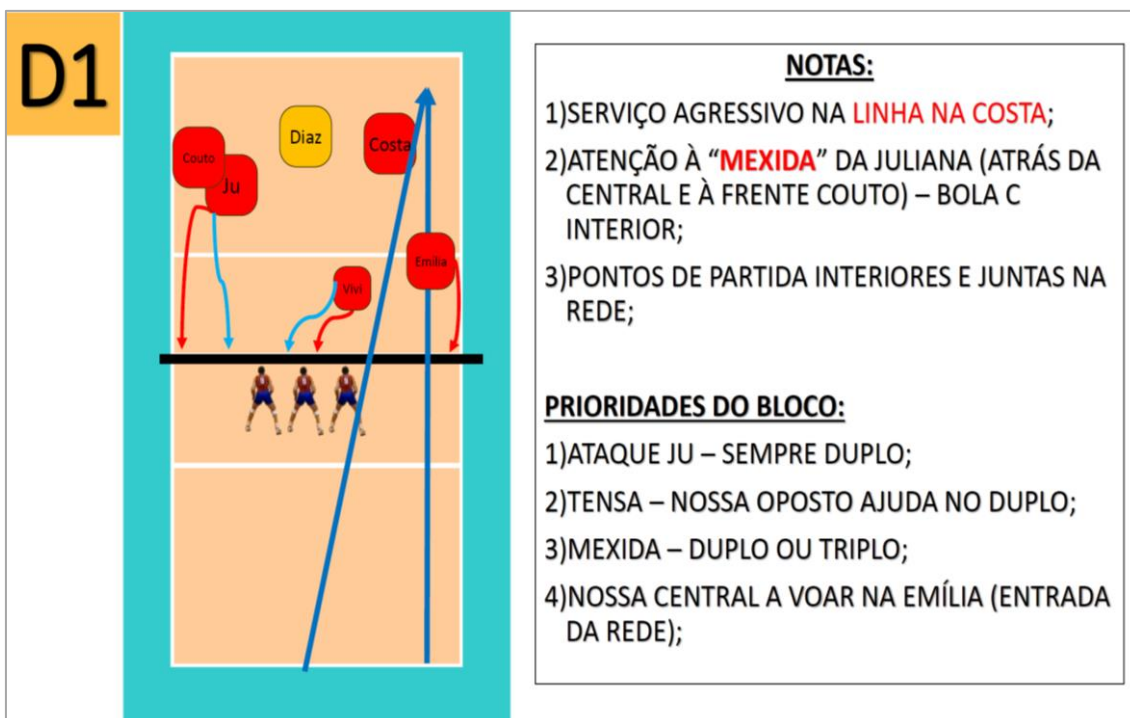 D1
Couto
Ju
Diaz
Costa
Emilia
Vivi
NOTAS:
1)SERVIÇO AGRESSIVO NA LINHA NA COSTA;
2)ATENÇÃO À “MEXIDA” DA JULIANA (ATRÁS DA
CENTRAL E À FRENTE COUTO) – BOLA C
INTERIOR;
3)PONTOS DE PARTIDA INTERIORES E JUNTAS NA
REDE;
PRIORIDADES DO BLOCO:
1)ATAQUE JU – SEMPRE DUPLO;
2)TENSA – NOSSA OPOSTO AJUDA NO DUPLO;
3)MEXIDA – DUPLO OU TRIPLO;
4)NOSSA CENTRAL A VOAR NA EMÍLIA (ENTRADA
DA REDE);